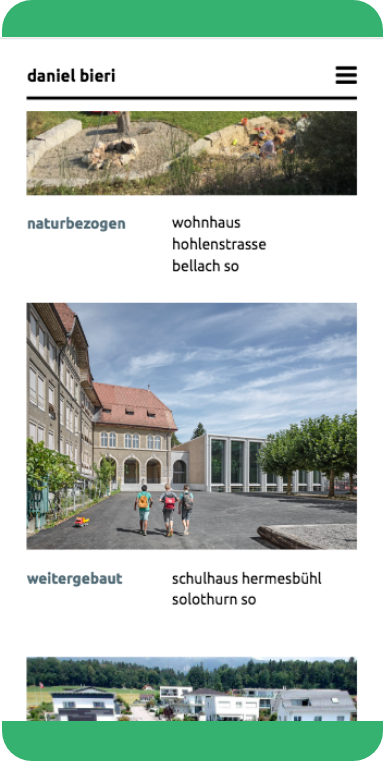 daniel bieri
naturbezogen
wohnhaus
hohlenstrasse
bellach so
weitergebaut
schulhaus hermesbühl
solothurn so